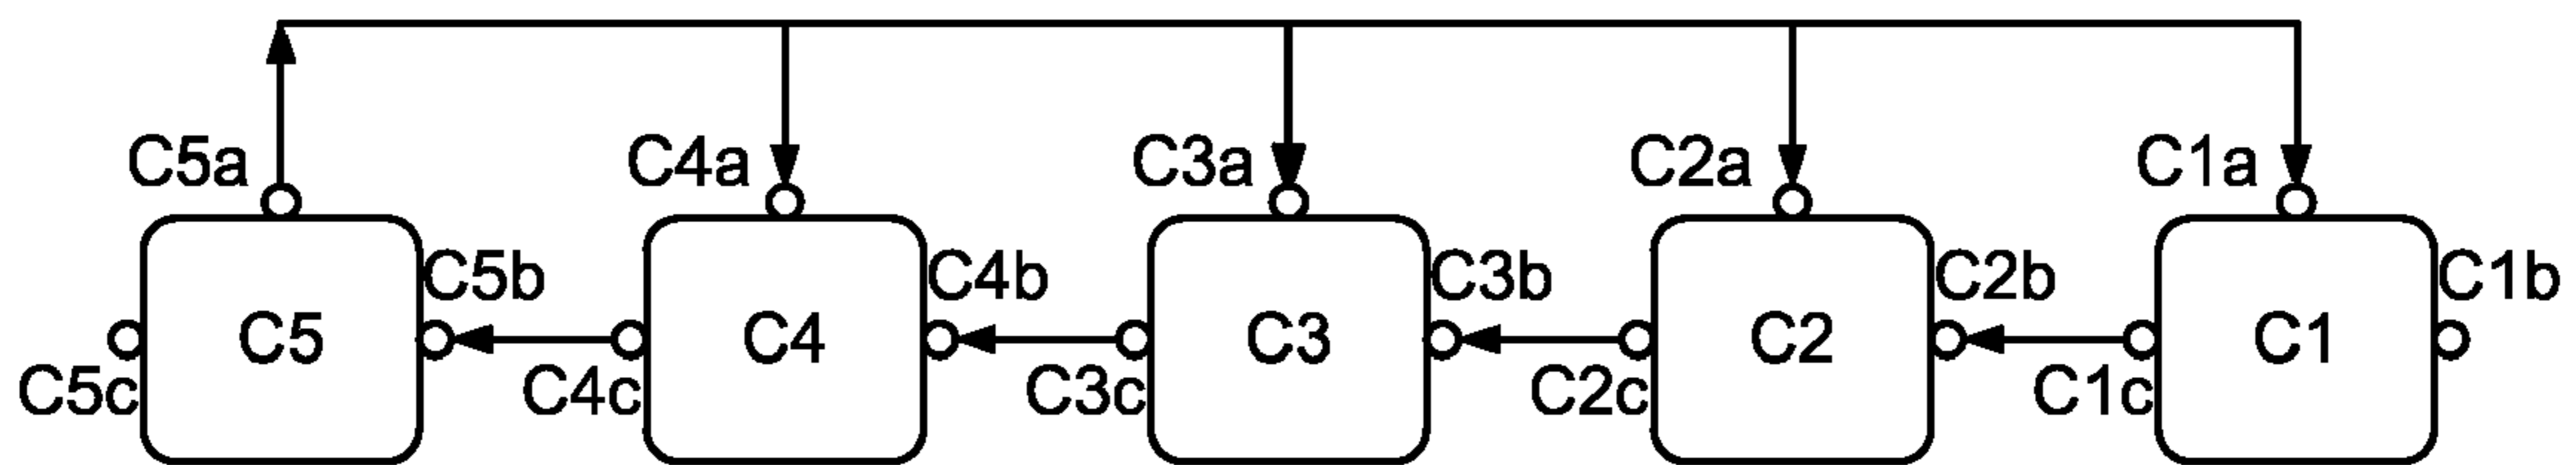 C5a C4a C3a C2a C1a
C5b C4b C3b C2b C1b
C5 C4 C3 C2 C1
C5c C4c C3c C2c C1c